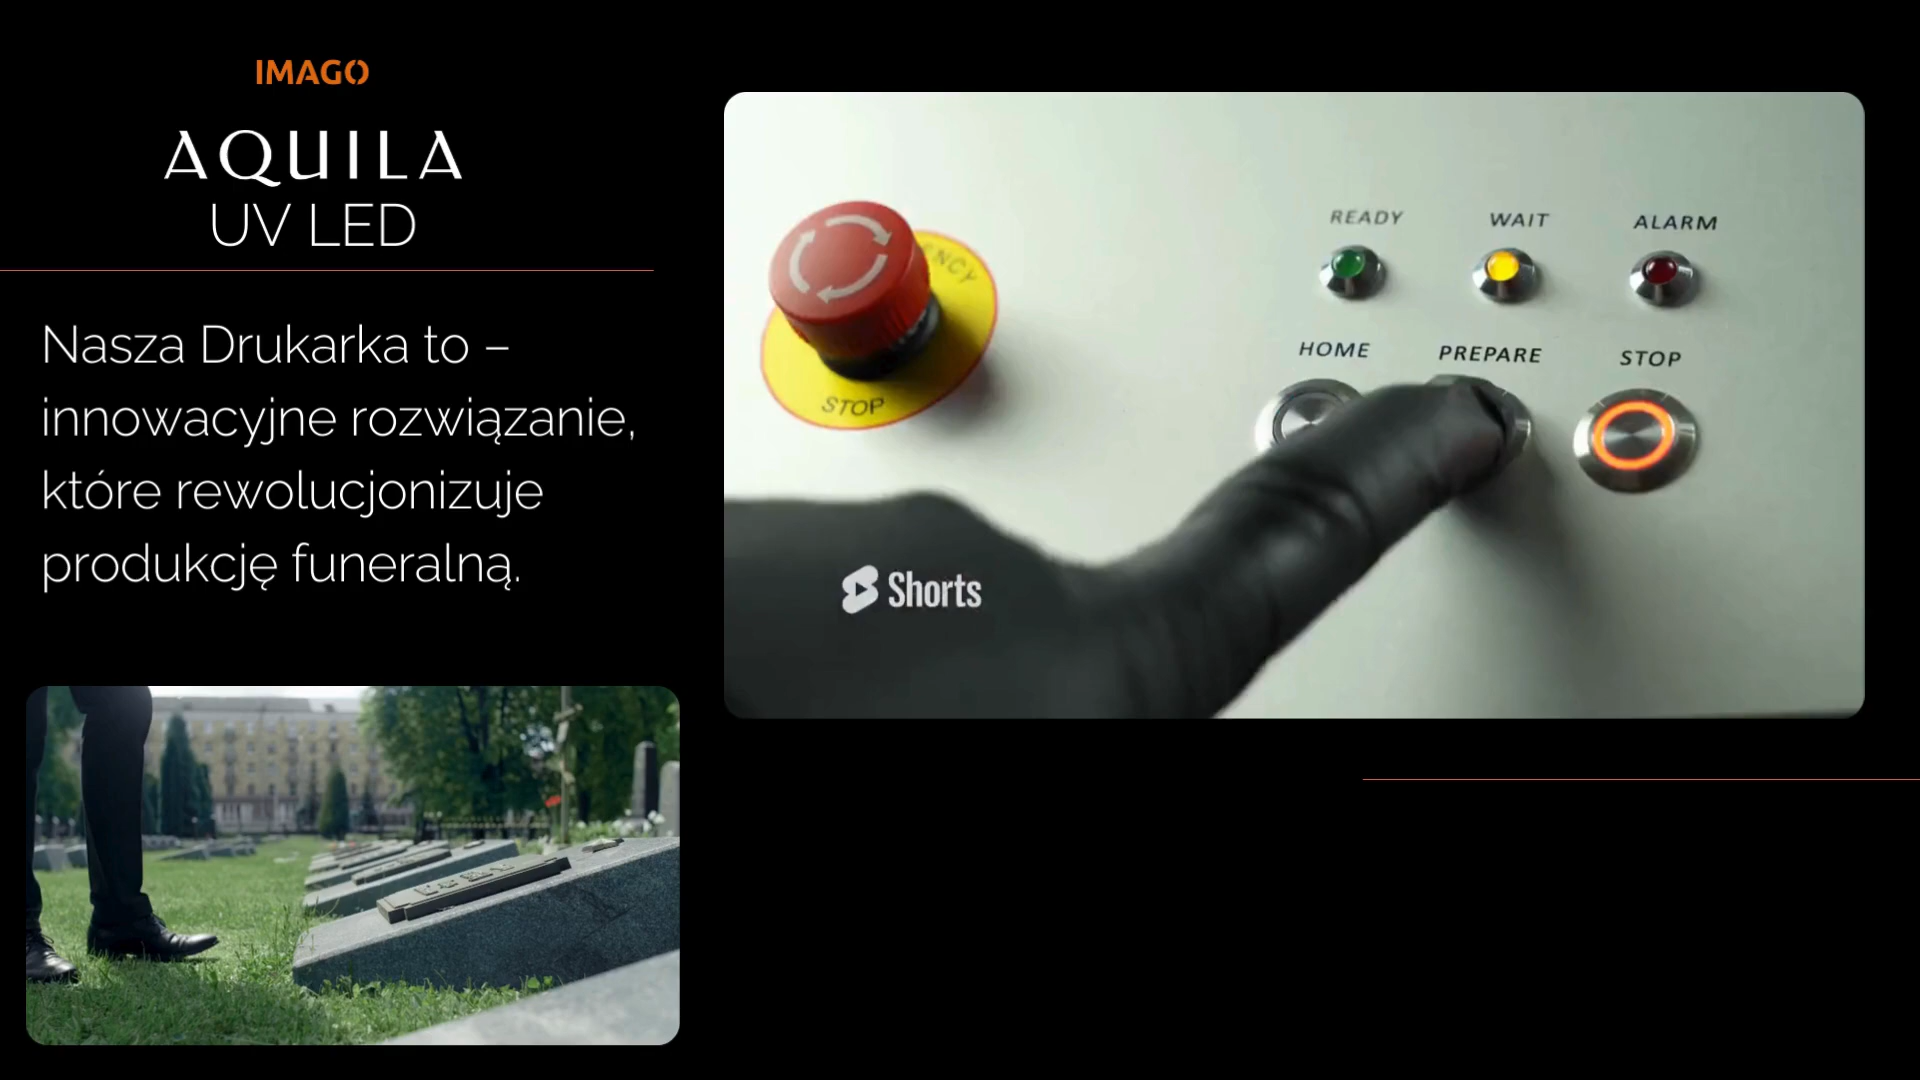 IMAGO
AQUILA
UV LED
Nasza Drukarka to –
innowacyjne rozwiązanie,
które rewolucjonizuje
produkcję funeralną.
READY WAIT ALARM
HOME PREPARE STOP
STOP
Shorts